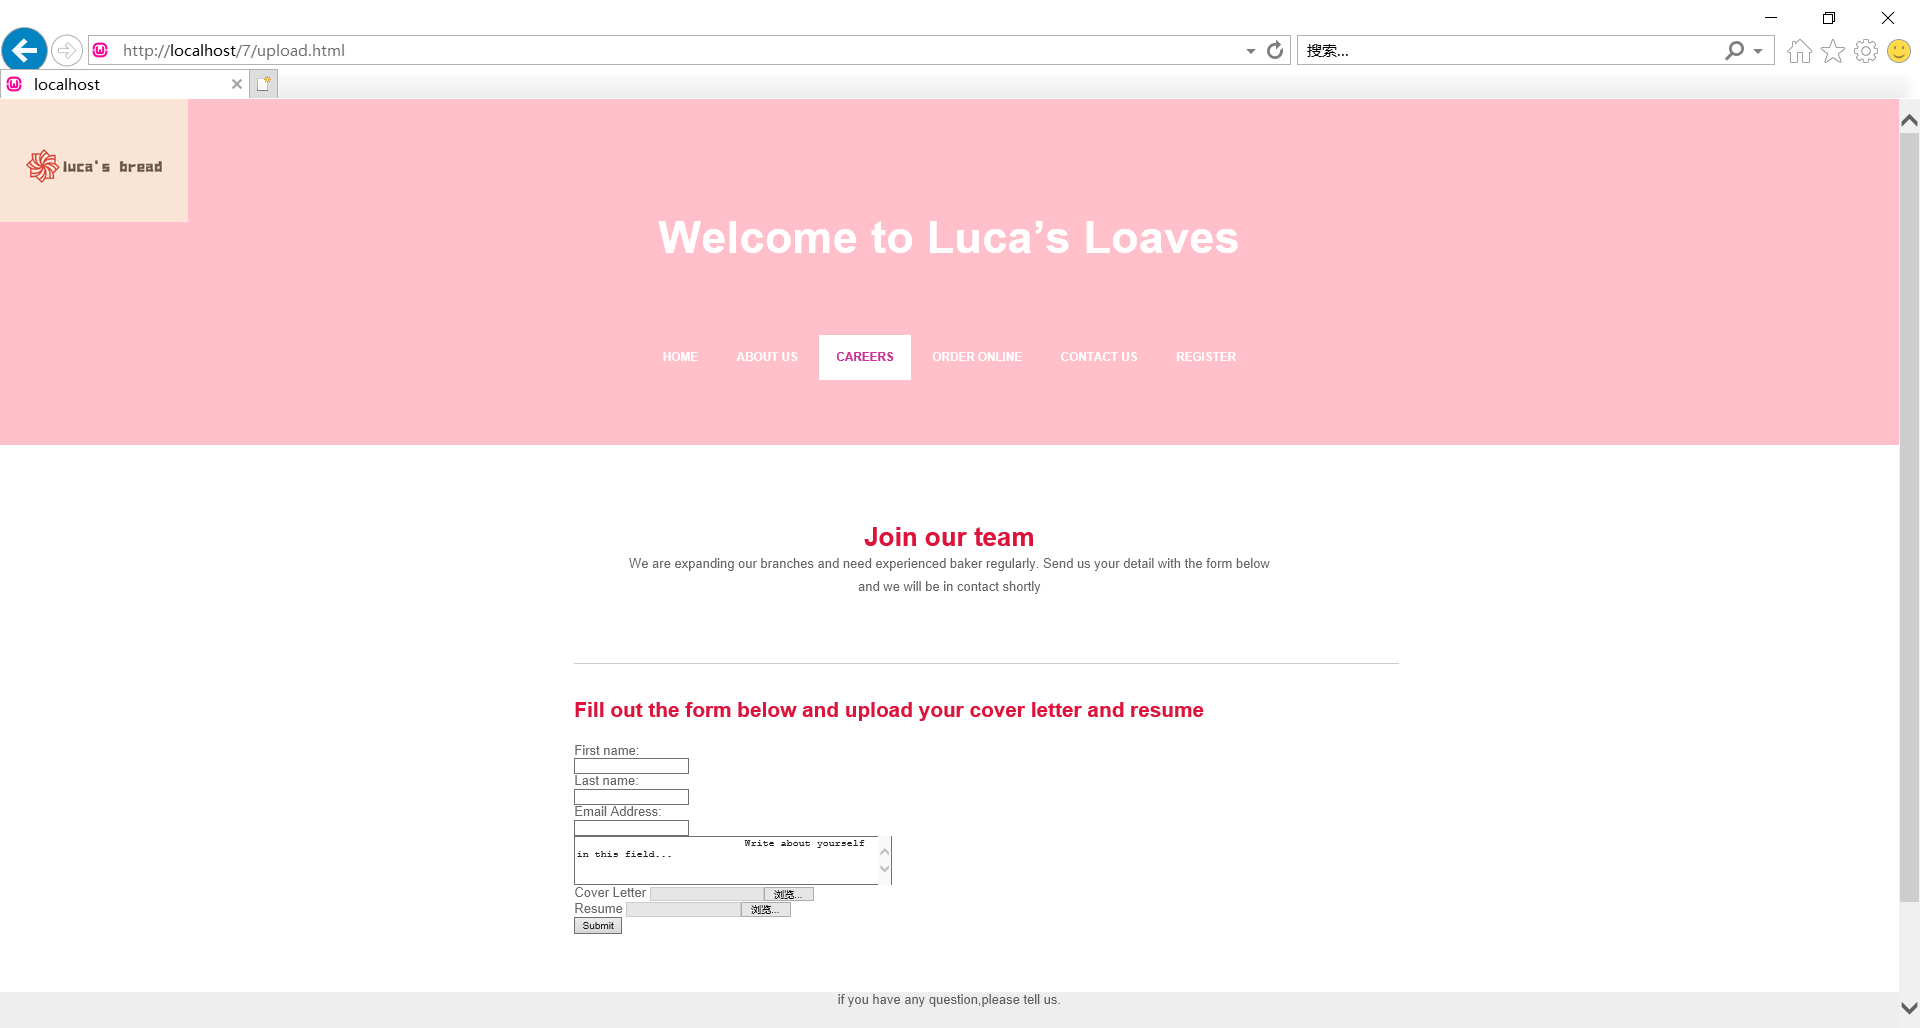 http://localhost/7/upload.html
搜索...
localhost
luca's bread
Welcome to Luca’s Loaves
HOME ABOUT US CAREERS ORDER ONLINE CONTACT US REGISTER
Join our team
We are expanding our branches and need experienced baker regularly. Send us your detail with the form below
and we will be in contact shortly
Fill out the form below and upload your cover letter and resume
First name:
Last name:
Email Address:
Write about yourself
in this field...
Cover Letter 浏览...
Resume 浏览...
Submit
if you have any question,please tell us.